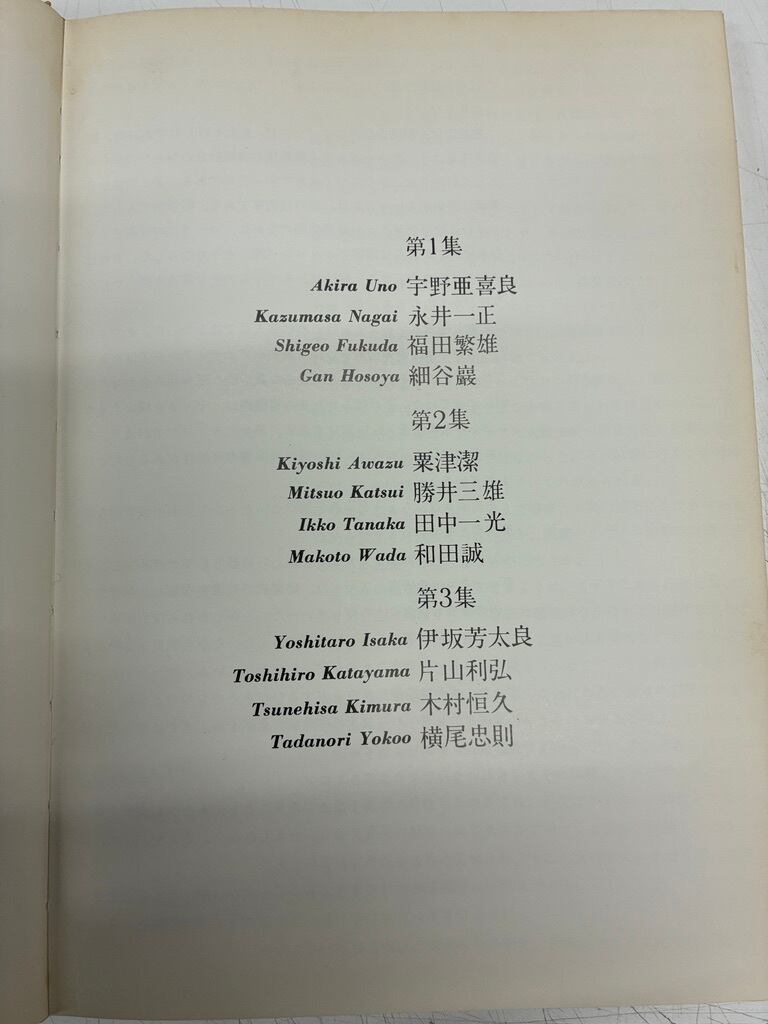 第1集
Akira Uno 宇野亜喜良
Kazumasa Nagai 永井一正
Shigeo Fukuda 福田繁雄
Gan Hosoya 細谷巖
第2集
Kiyoshi Awazu 粟津潔
Mitsuo Katsui 勝井三雄
Ikko Tanaka 田中一光
Makoto Wada 和田誠
第3集
Yoshitaro Isaka 伊坂芳太良
Toshihiro Katayama 片山利弘
Tsunehisa Kimura 木村恒久
Tadanori Yokoo 横尾忠則